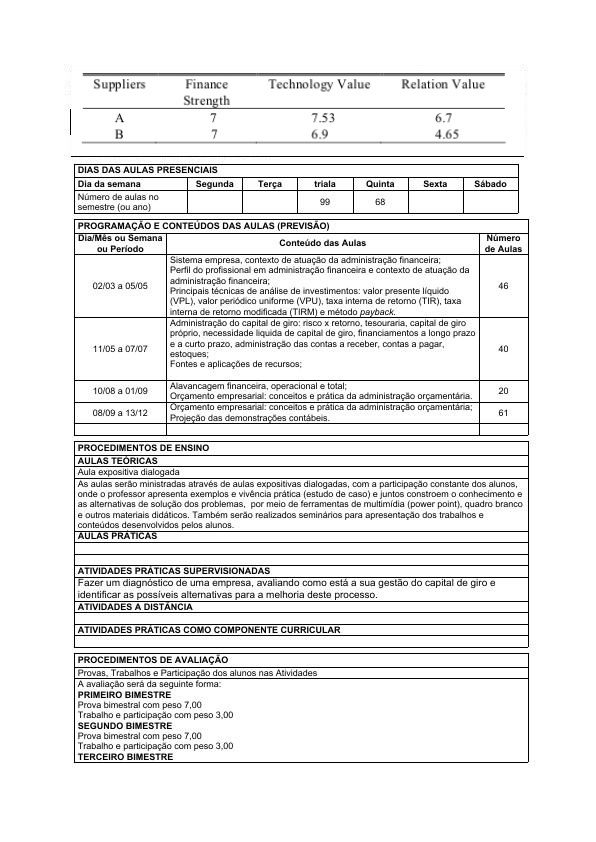 Suppliers Finance Strength Technology Value Relation Value
A 7 7.53 6.7
B 7 6.9 4.65
DIAS DAS AULAS PRESENCIAIS
Dia da semana Segunda Terça triala Quinta Sexta Sábado
Número de aulas no
semestre (ou ano) 99 68
PROGRAMAÇÃO E CONTEÚDOS DAS AULAS (PREVISÃO)
Dia/Mês ou Semana
ou Período
Conteúdo das Aulas
Número
de Aulas
02/03 a 05/05
Sistema empresa, contexto de atuação da administração financeira;
Perfil do profissional em administração financeira e contexto de atuação da
administração financeira;
Principais técnicas de análise de investimentos: valor presente líquido
(VPL), valor periódico uniforme (VPU), taxa interna de retorno (TIR), taxa
interna de retorno modificada (TIRM) e método payback.
46
11/05 a 07/07
Administração do capital de giro: risco x retorno, tesouraria, capital de giro
próprio, necessidade liquida de capital de giro, financiamentos a longo prazo
e a curto prazo, administração das contas a receber, contas a pagar,
estoques;
Fontes e aplicações de recursos;
40
10/08 a 01/09
Alavancagem financeira, operacional e total;
Orçamento empresarial: conceitos e prática da administração orçamentária.
20
08/09 a 13/12
Orçamento empresarial: conceitos e prática da administração orçamentária;
Projeção das demonstrações contábeis.
61
PROCEDIMENTOS DE ENSINO
AULAS TEÓRICAS
Aula expositiva dialogada
As aulas serão ministradas através de aulas expositivas dialogadas, com a participação constante dos alunos,
onde o professor apresenta exemplos e vivência prática (estudo de caso) e juntos constroem o conhecimento e
as alternativas de solução dos problemas, por meio de ferramentas de multimídia (power point), quadro branco
e outros materiais didáticos. Também serão realizados seminários para apresentação dos trabalhos e
conteúdos desenvolvidos pelos alunos.
AULAS PRÁTICAS
ATIVIDADES PRÁTICAS SUPERVISIONADAS
Fazer um diagnóstico de uma empresa, avaliando como está a sua gestão do capital de giro e
identificar as possíveis alternativas para a melhoria deste processo.
ATIVIDADES A DISTÂNCIA
ATIVIDADES PRÁTICAS COMO COMPONENTE CURRICULAR
PROCEDIMENTOS DE AVALIAÇÃO
Provas, Trabalhos e Participação dos alunos nas Atividades
A avaliação será da seguinte forma:
PRIMEIRO BIMESTRE
Prova bimestral com peso 7,00
Trabalho e participação com peso 3,00
SEGUNDO BIMESTRE
Prova bimestral com peso 7,00
Trabalho e participação com peso 3,00
TERCEIRO BIMESTRE